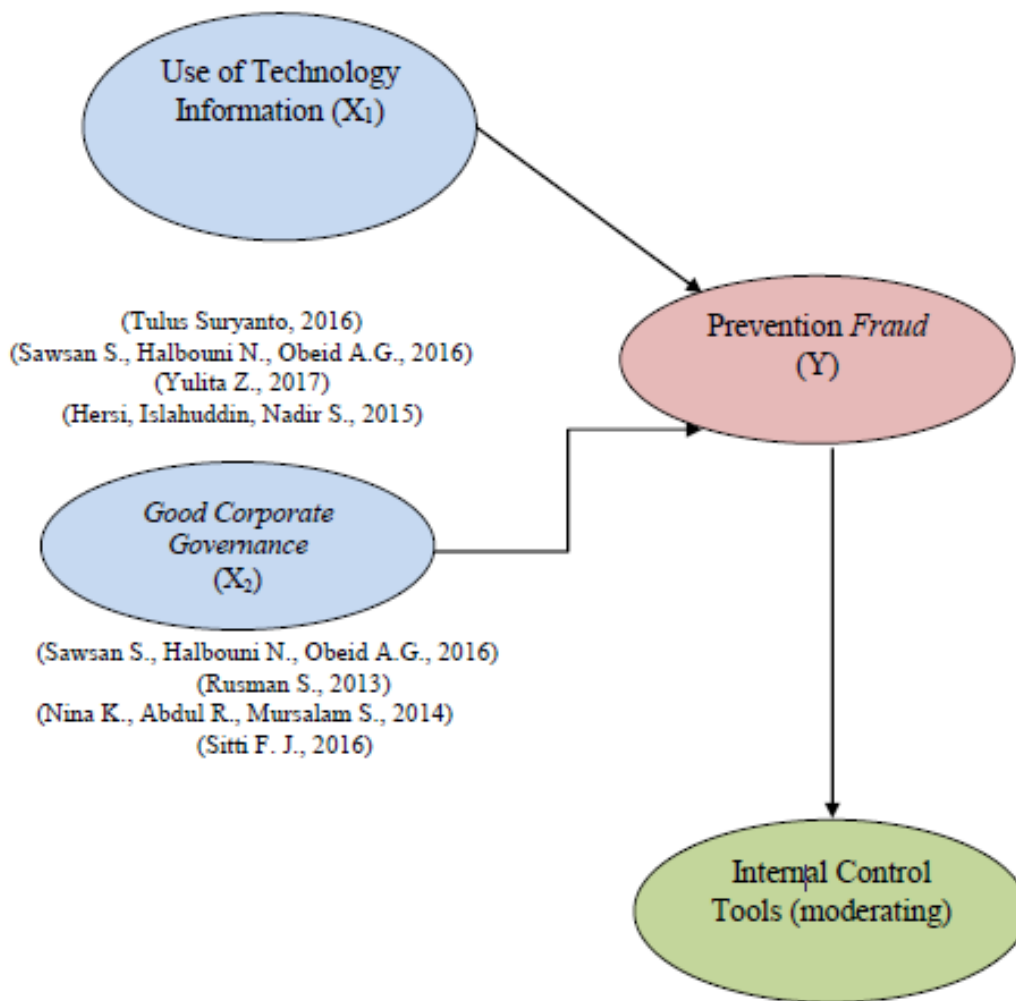 Use of Technology
Information (X₁)
(Tulus Suryanto, 2016)
(Sawsan S., Halbouni N., Obeid A.G., 2016)
(Yulita Z., 2017)
(Hersi, Islahuddin, Nadir S., 2015)
Prevention Fraud
(Y)
Good Corporate
Governance
(X₂)
(Sawsan S., Halbouni N., Obeid A.G., 2016)
(Rusman S., 2013)
(Nina K., Abdul R., Mursalam S., 2014)
(Sitti F. J., 2016)
Internal Control
Tools (moderating)